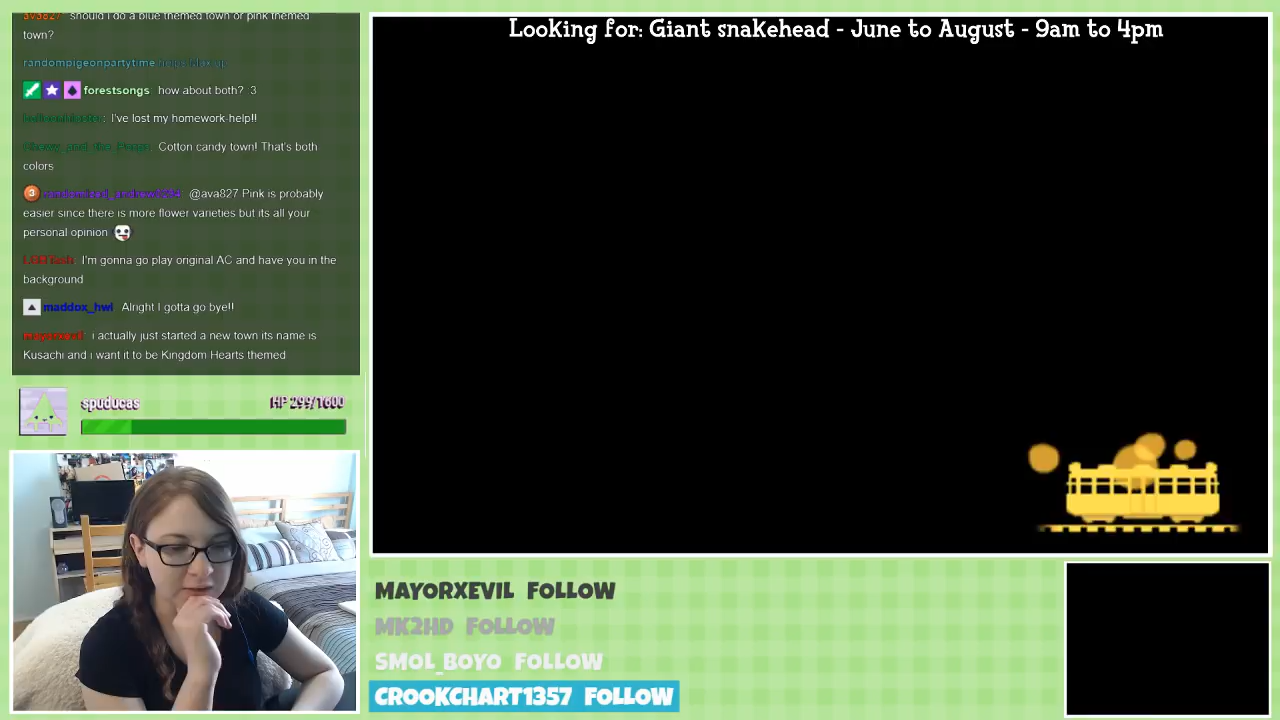 Looking for: Giant snakehead - June to August - 9am to 4pm
ava827 should i do a blue themed town or pink themed
town?
randompigeonpartytime
forestsongs: how about both? 3
: I've lost my homework-help!!
Cotton candy town! That's both
colors
3 @ava827 Pink is probably
easier since there is more flower varieties but its all your
personal opinion
I'm gonna go play original AC and have you in the
background
maddox_hwl Alright I gotta go bye!!
mayorxevil i actually just started a new town its name is
Kusachi and i want it to be Kingdom Hearts themed
spuducas HP 299/1600
MAYORXEVIL FOLLOW
MK2HD FOLLOW
SMOL_BOYO FOLLOW
CROOKCHART1357 FOLLOW